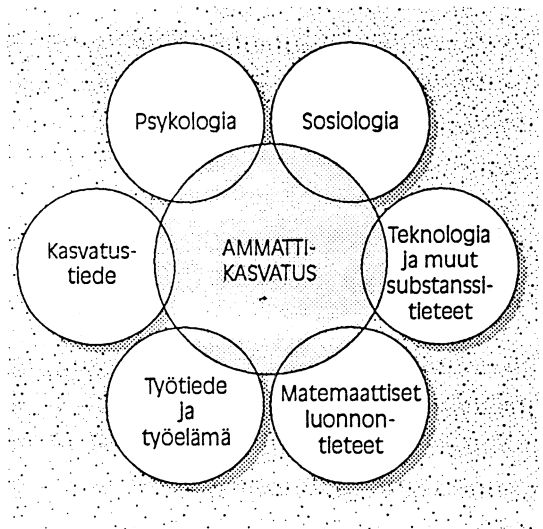 Psykologia
Sosiologia
Kasvatus-
tiede
AMMATTI-
KASVATUS
Teknologia
ja muut
substanssi-
tieteet
Työtiede
ja
työelämä
Matemaattiset
luonnon-
tieteet